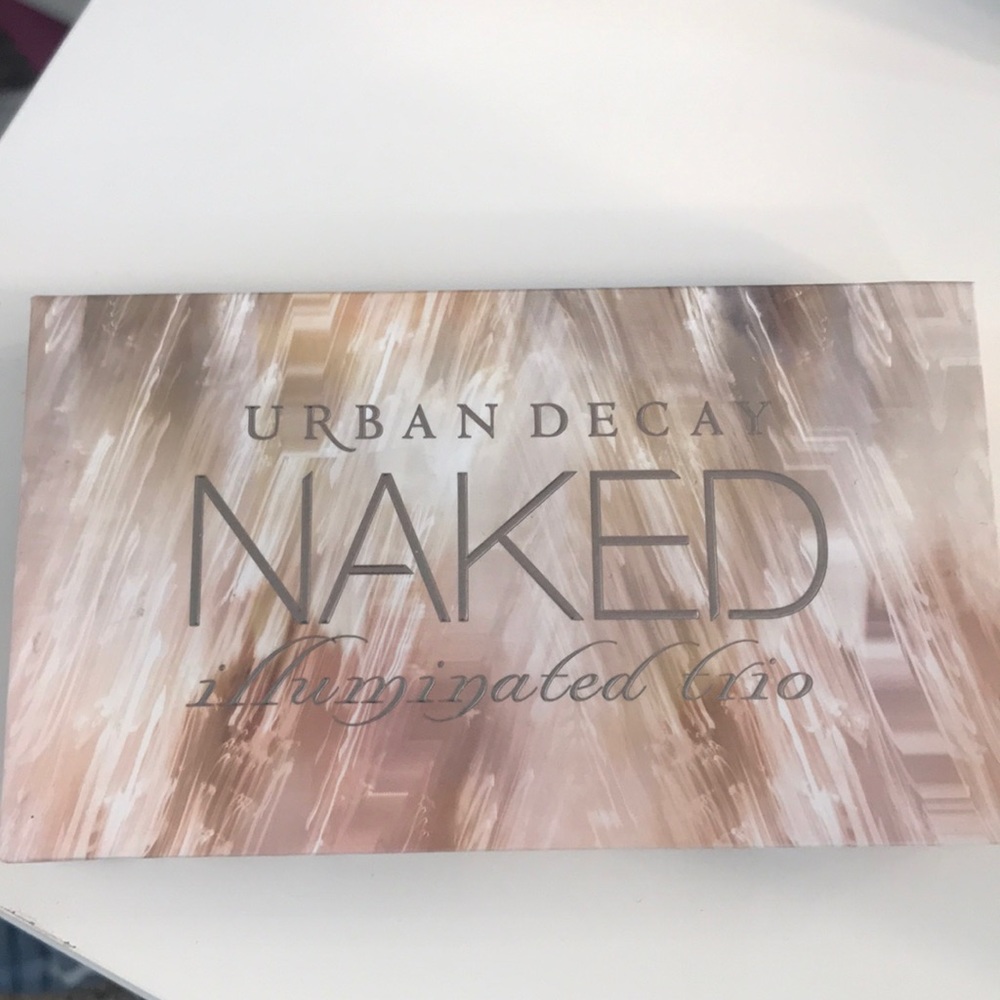 URBAN DECAY
NAKED
illuminated trio